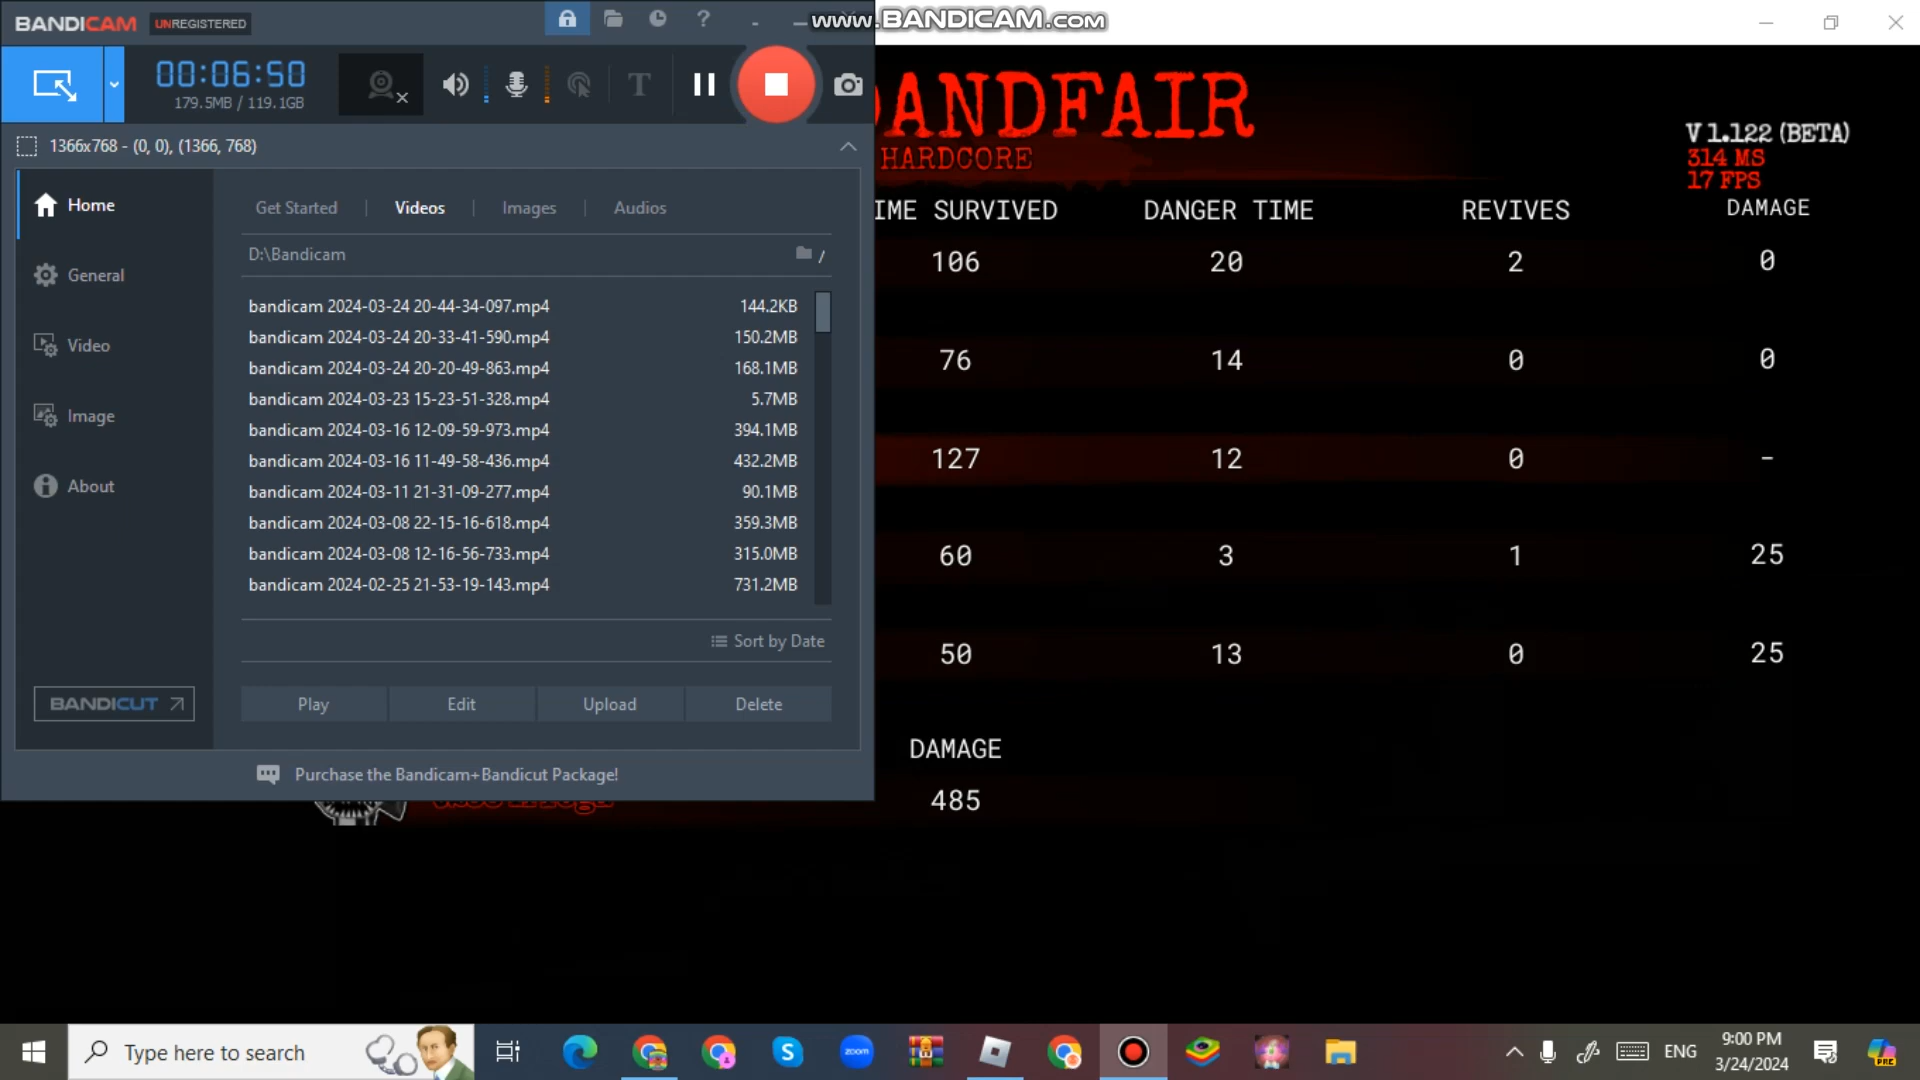 BANDICAM UNREGISTERED
www.BANDICAM.com
00:06:50
179.5MB / 119.1GB
1366x768 - (0, 0), (1366, 768)
Home
General
Video
Image
About
BANDICUT
Get Started
Videos
Images
Audios
D:\Bandicam
bandicam 2024-03-24 20-44-34-097.mp4 144.2KB
bandicam 2024-03-24 20-33-41-590.mp4 150.2MB
bandicam 2024-03-24 20-20-49-863.mp4 168.1MB
bandicam 2024-03-23 15-23-51-328.mp4 5.7MB
bandicam 2024-03-16 12-09-59-973.mp4 394.1MB
bandicam 2024-03-16 11-49-58-436.mp4 432.2MB
bandicam 2024-03-11 21-31-09-277.mp4 90.1MB
bandicam 2024-03-08 22-15-16-618.mp4 359.3MB
bandicam 2024-03-08 12-16-56-733.mp4 315.0MB
bandicam 2024-02-25 21-53-19-143.mp4 731.2MB
Sort by Date
Play Edit Upload Delete
Purchase the Bandicam+Bandicut Package!
ANDFAIR
HARDCORE
V 1.122 (BETA)
314 MS
17 FPS
IME SURVIVED DANGER TIME REVIVES DAMAGE
106 20 2 0
76 14 0 0
127 12 0 -
60 3 1 25
50 13 0 25
DAMAGE
485
Type here to search
zoom
ENG
9:00 PM
3/24/2024
PRE